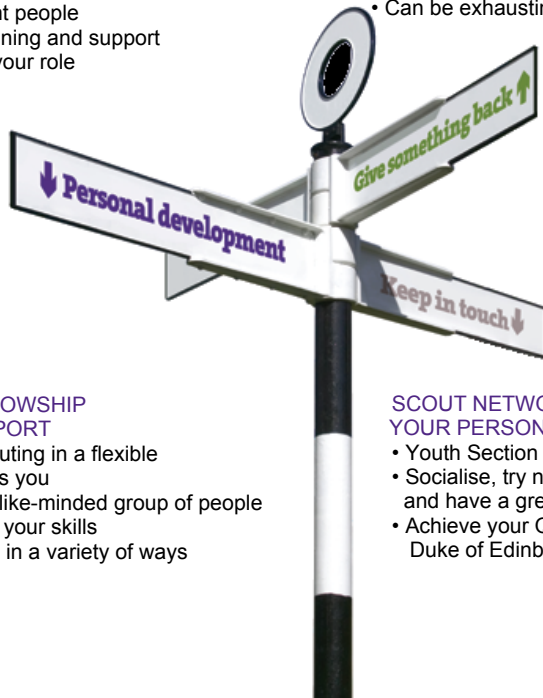 nt people
ning and support
your role
• Can be exhaustin
Give something back
Personal development
Keep in touch
OWSHIP
PORT
uting in a flexible
s you
like-minded group of people
your skills
in a variety of ways
SCOUT NETWO
YOUR PERSON
• Youth Section
• Socialise, try n
and have a gre
• Achieve your
Duke of Edinb